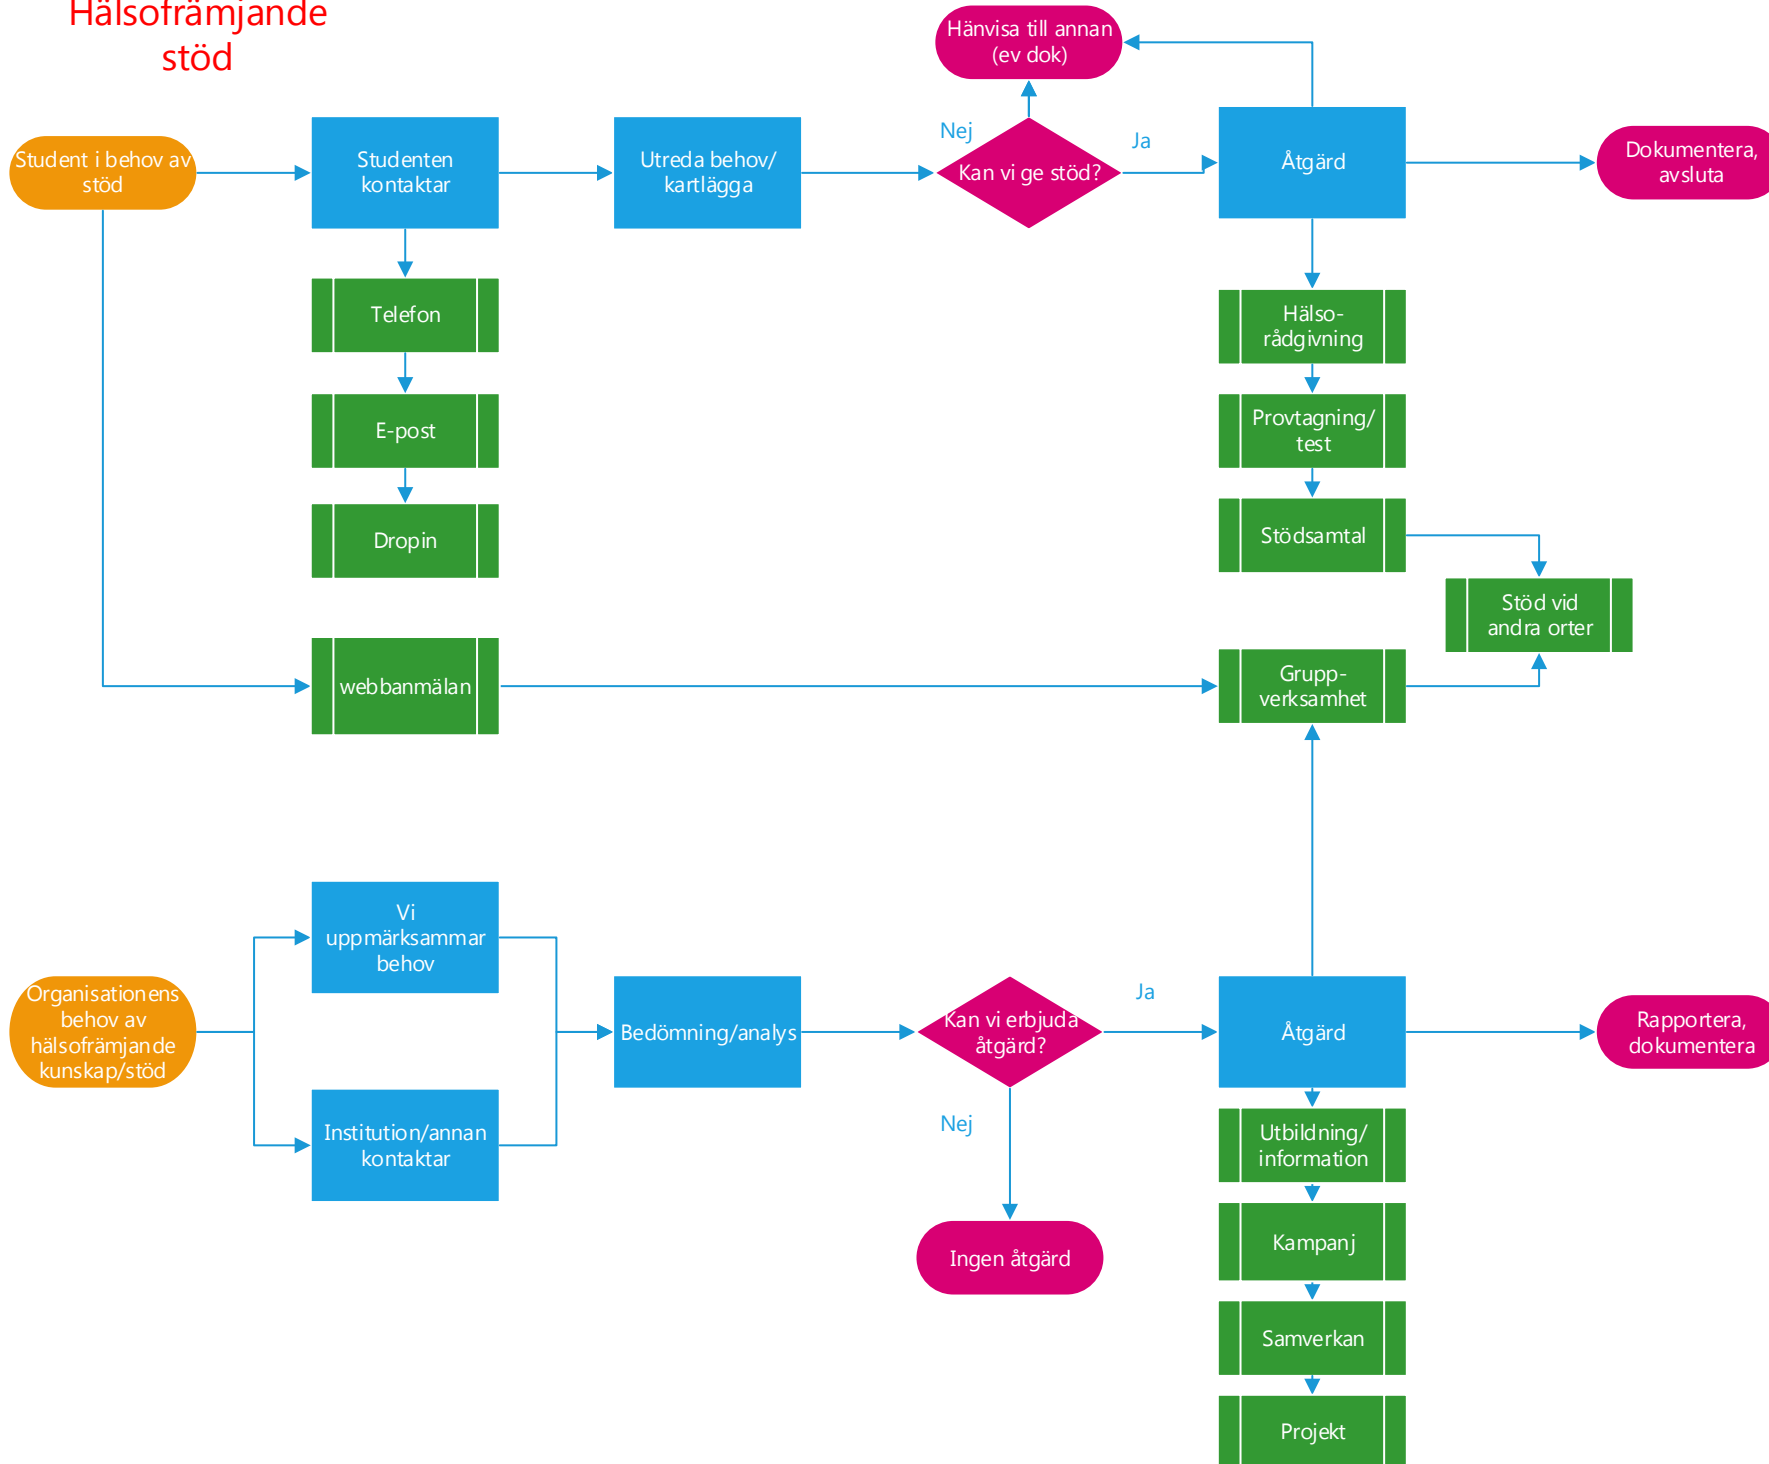 Hälsofrämjande
stöd
Hänvisa till annan
(ev dok)
Nej
Ja
Student i behov av
stöd
Studenten
kontaktar
Utreda behov/
kartlägga
Kan vi ge stöd?
Åtgärd
Dokumentera,
avsluta
Telefon
Hälso-
rådgivning
E-post
Provtagning/
test
Dropin
Stödsamtal
Stöd vid
andra orter
webbanmälan
Grupp-
verksamhet
Vi
uppmärksammar
behov
Organisationens
behov av
hälsofrämjande
kunskap/stöd
Bedömning/analys
Kan vi erbjuda
åtgärd?
Ja
Åtgärd
Rapportera,
dokumentera
Institution/annan
kontaktar
Nej
Utbildning/
information
Ingen åtgärd
Kampanj
Samverkan
Projekt